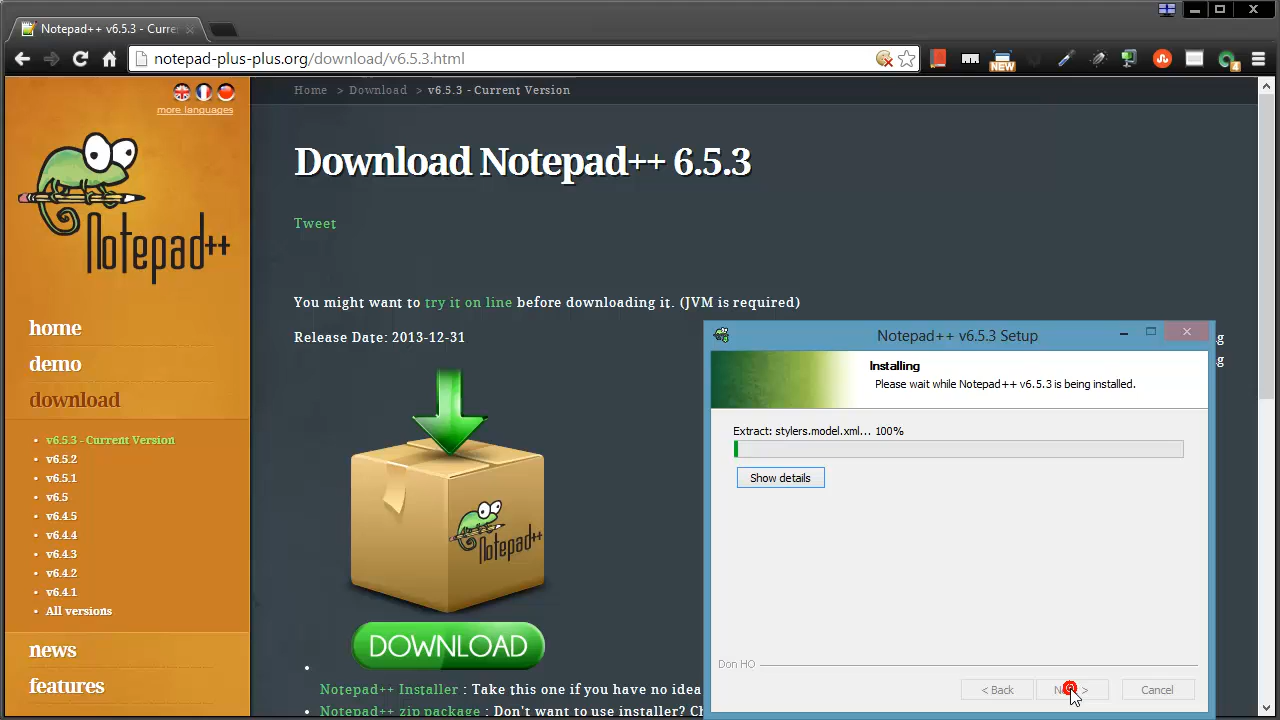 Notepad++ v6.5.3 - Curre
notepad-plus-plus.org/download/v6.5.3.html
NEW
4
more languages
Notepad++
home
demo
download
v6.5.3 - Current Version
v6.5.2
v6.5.1
v6.5
v6.4.5
v6.4.4
v6.4.3
v6.4.2
v6.4.1
All versions
news
features
Home > Download > v6.5.3 - Current Version
Download Notepad++ 6.5.3
Tweet
You might want to try it on line before downloading it. (JVM is required)
Release Date: 2013-12-31
Notepad++
DOWNLOAD
Notepad++ Installer : Take this one if you have no idea
Notepad++ zip package : Don't want to use installer? Ch
g
g
Notepad++ v6.5.3 Setup
Installing
Please wait while Notepad++ v6.5.3 is being installed.
Extract: stylers.model.xml... 100%
Show details
Don HO
< Back
Cancel